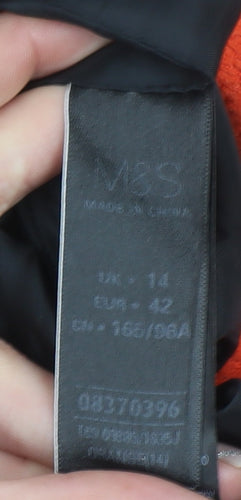 M&S
MADE IN CHINA
UK - 14
EUR - 42
CN - 165/96A
08370396